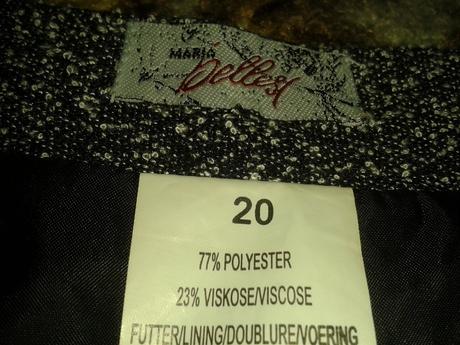 MARIA
bellesi
20
77% POLYESTER
23% VISKOSE/VISCOSE
FUTTER/LINING/DOUBLURE/VOERING